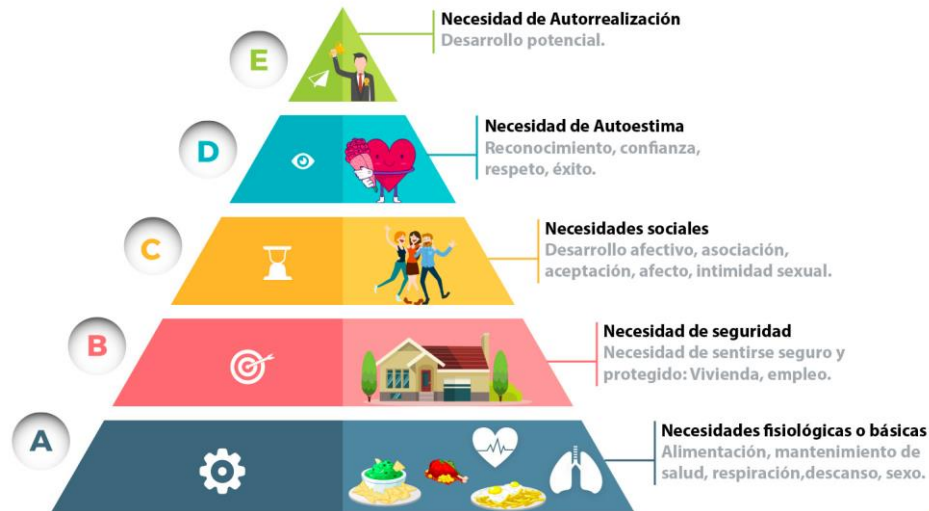 E
Necesidad de Autorrealización
Desarrollo potencial.
D
Necesidad de Autoestima
Reconocimiento, confianza,
respeto, éxito.
C
Necesidades sociales
Desarrollo afectivo, asociación,
aceptación, afecto, intimidad sexual.
B
Necesidad de seguridad
Necesidad de sentirse seguro y
protegido: Vivienda, empleo.
A
Necesidades fisiológicas o básicas
Alimentación, mantenimiento de
salud, respiración,descanso, sexo.